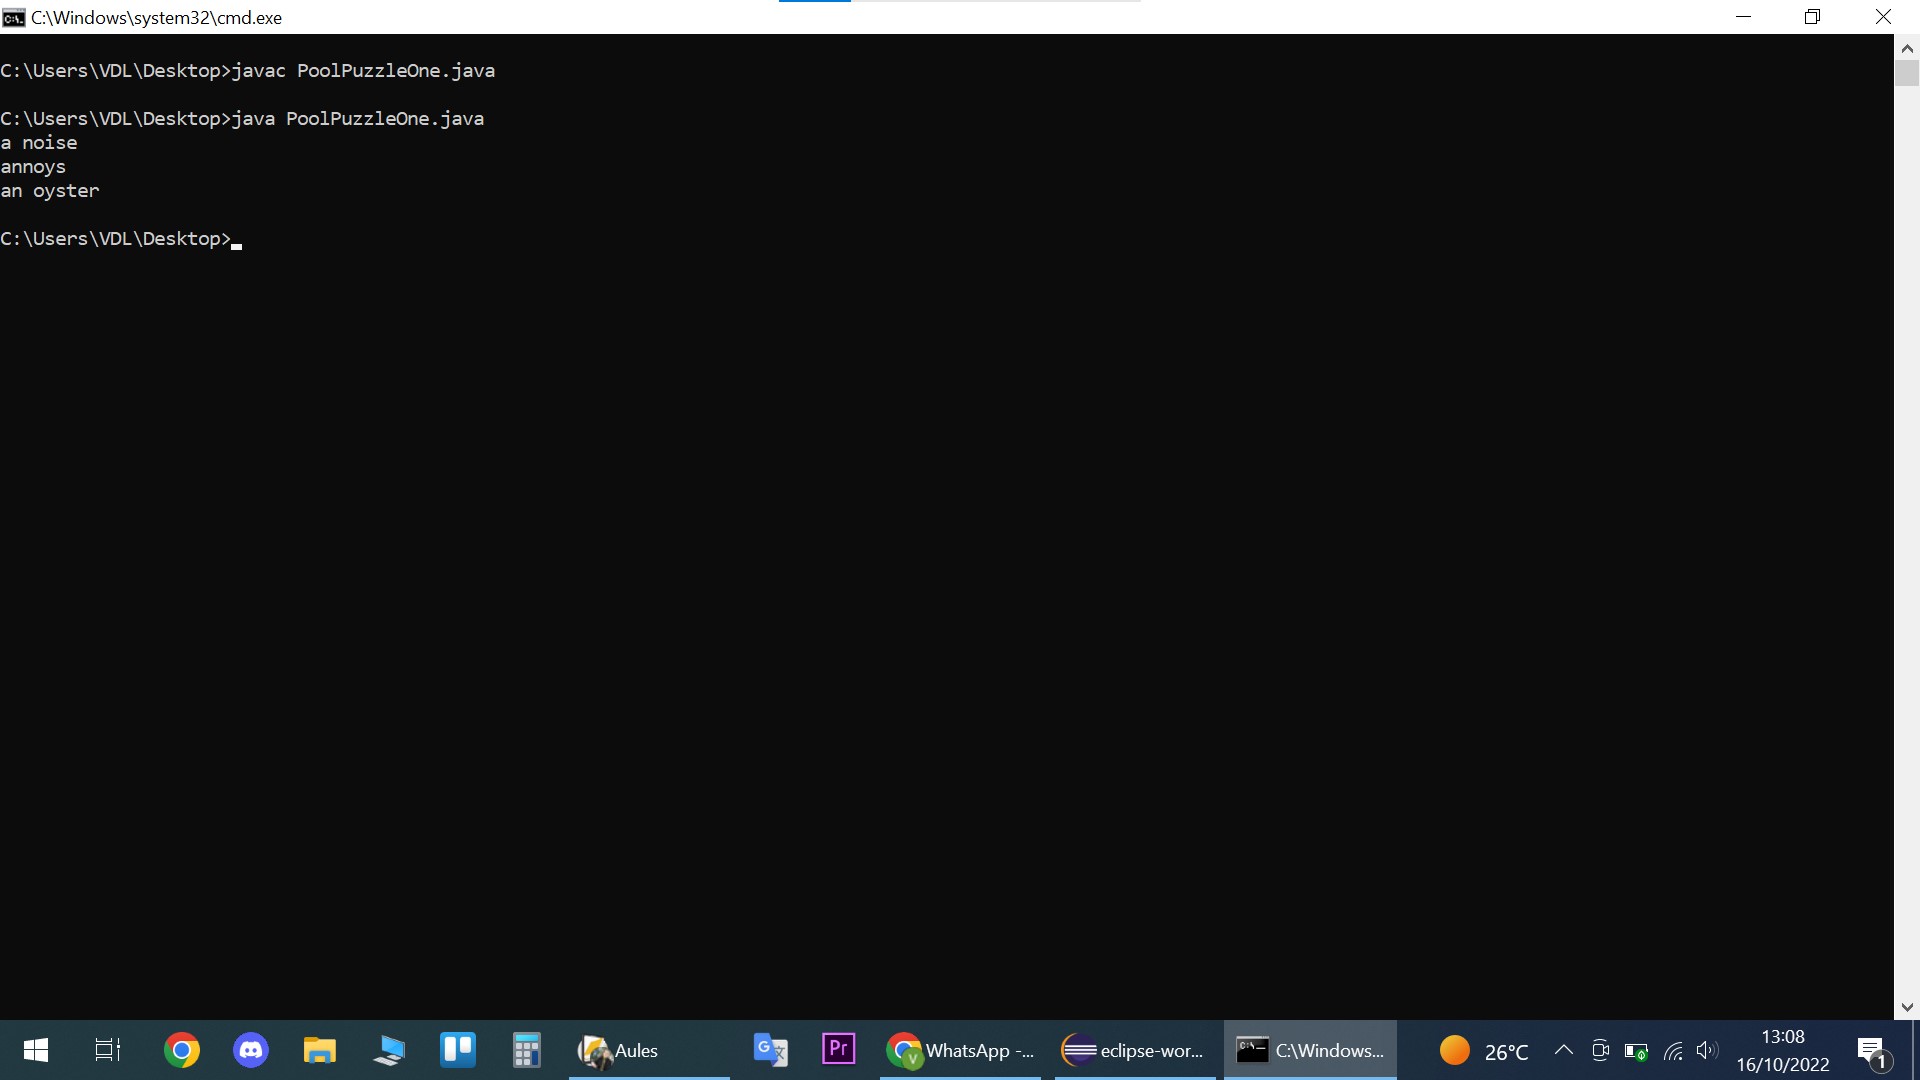 C:\Windows\system32\cmd.exe
C:\Users\VDL\Desktop>javac PoolPuzzleOne.java
C:\Users\VDL\Desktop>java PoolPuzzleOne.java
a noise
annoys
an oyster
C:\Users\VDL\Desktop>
Aules
Pr
WhatsApp -...
eclipse-wor...
C:\Windows...
26°C
13:08
16/10/2022
1